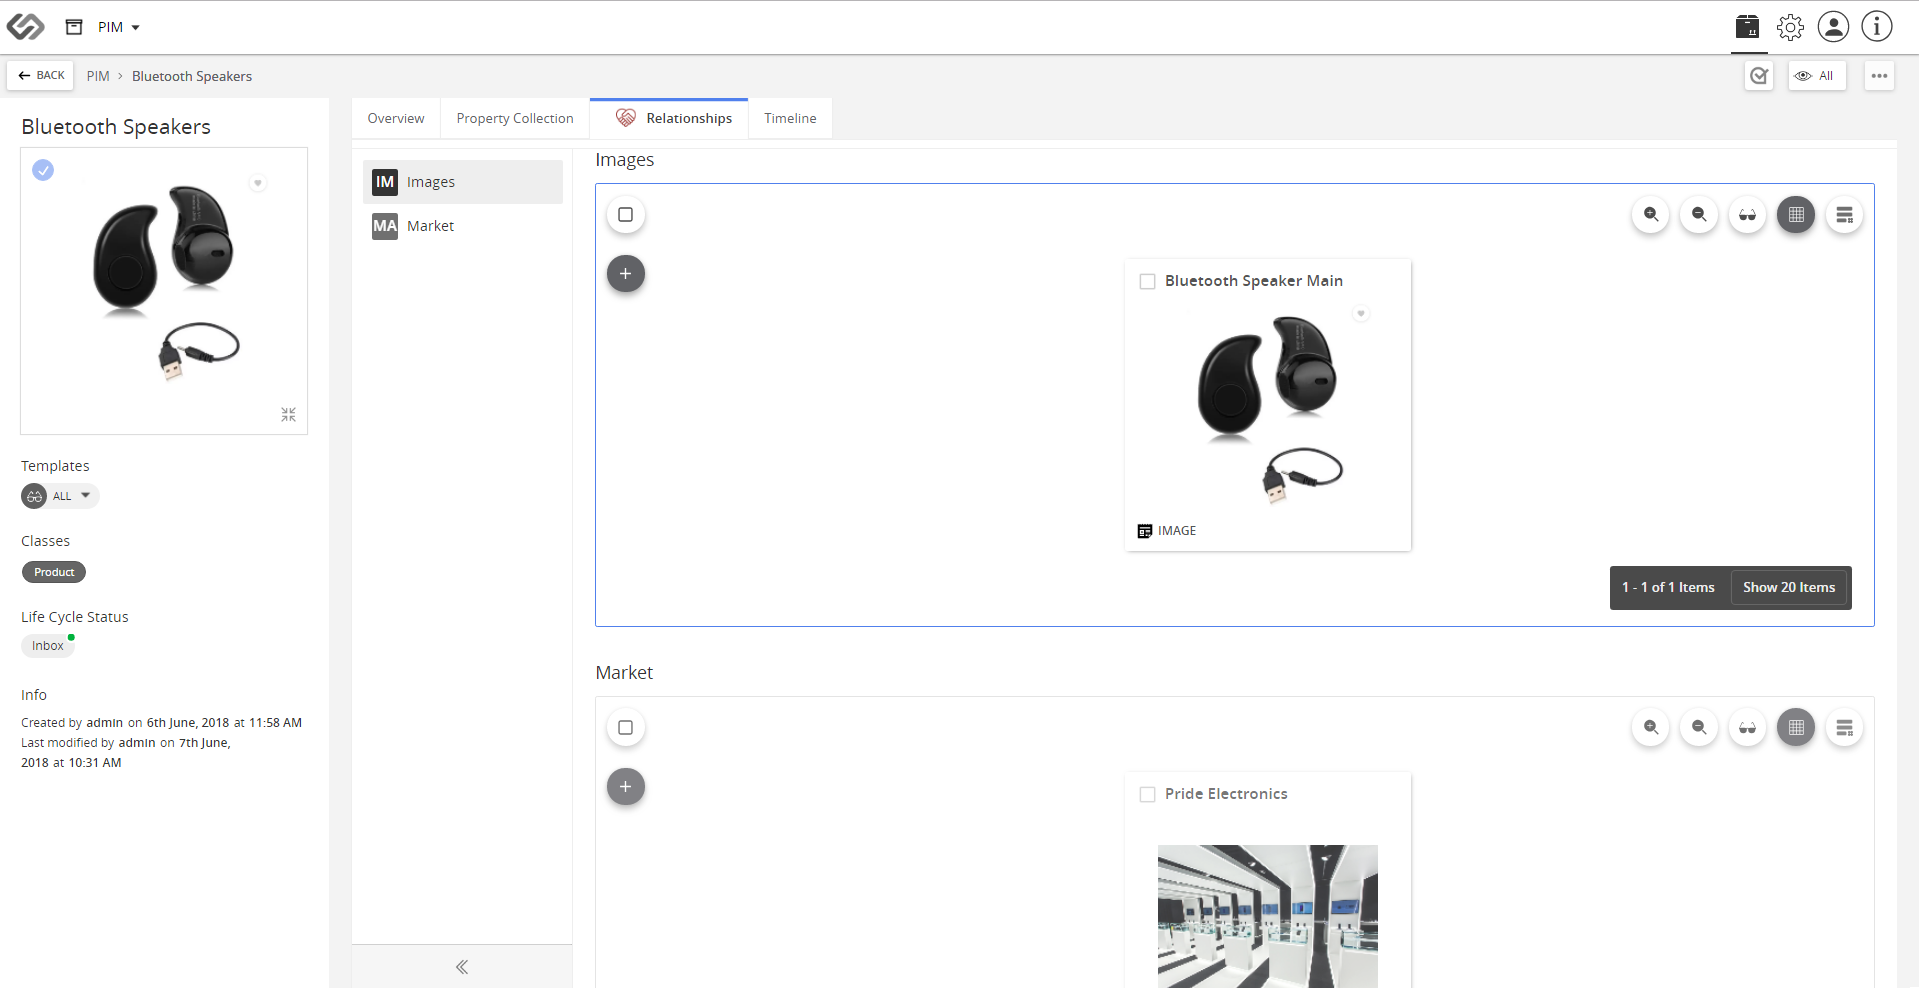 PIM
BACK
PIM > Bluetooth Speakers
All
Bluetooth Speakers
Templates
ALL
Classes
Product
Life Cycle Status
Inbox
Info
Created by admin on 6th June, 2018 at 11:58 AM
Last modified by admin on 7th June,
2018 at 10:31 AM
Overview
Property Collection
Relationships
Timeline
IM Images
MA Market
Images
Bluetooth Speaker Main
IMAGE
1 - 1 of 1 Items
Show 20 Items
Market
Pride Electronics